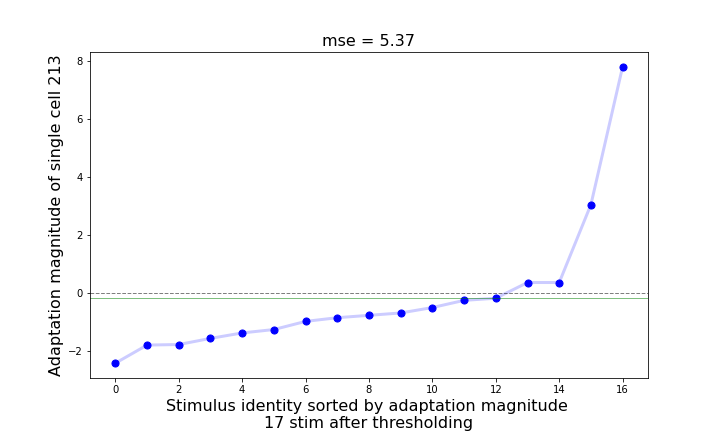 mse = 5.37
Adaptation magnitude of single cell 213
8
6
4
2
0
−2
0 2 4 6 8 10 12 14 16
Stimulus identity sorted by adaptation magnitude
17 stim after thresholding